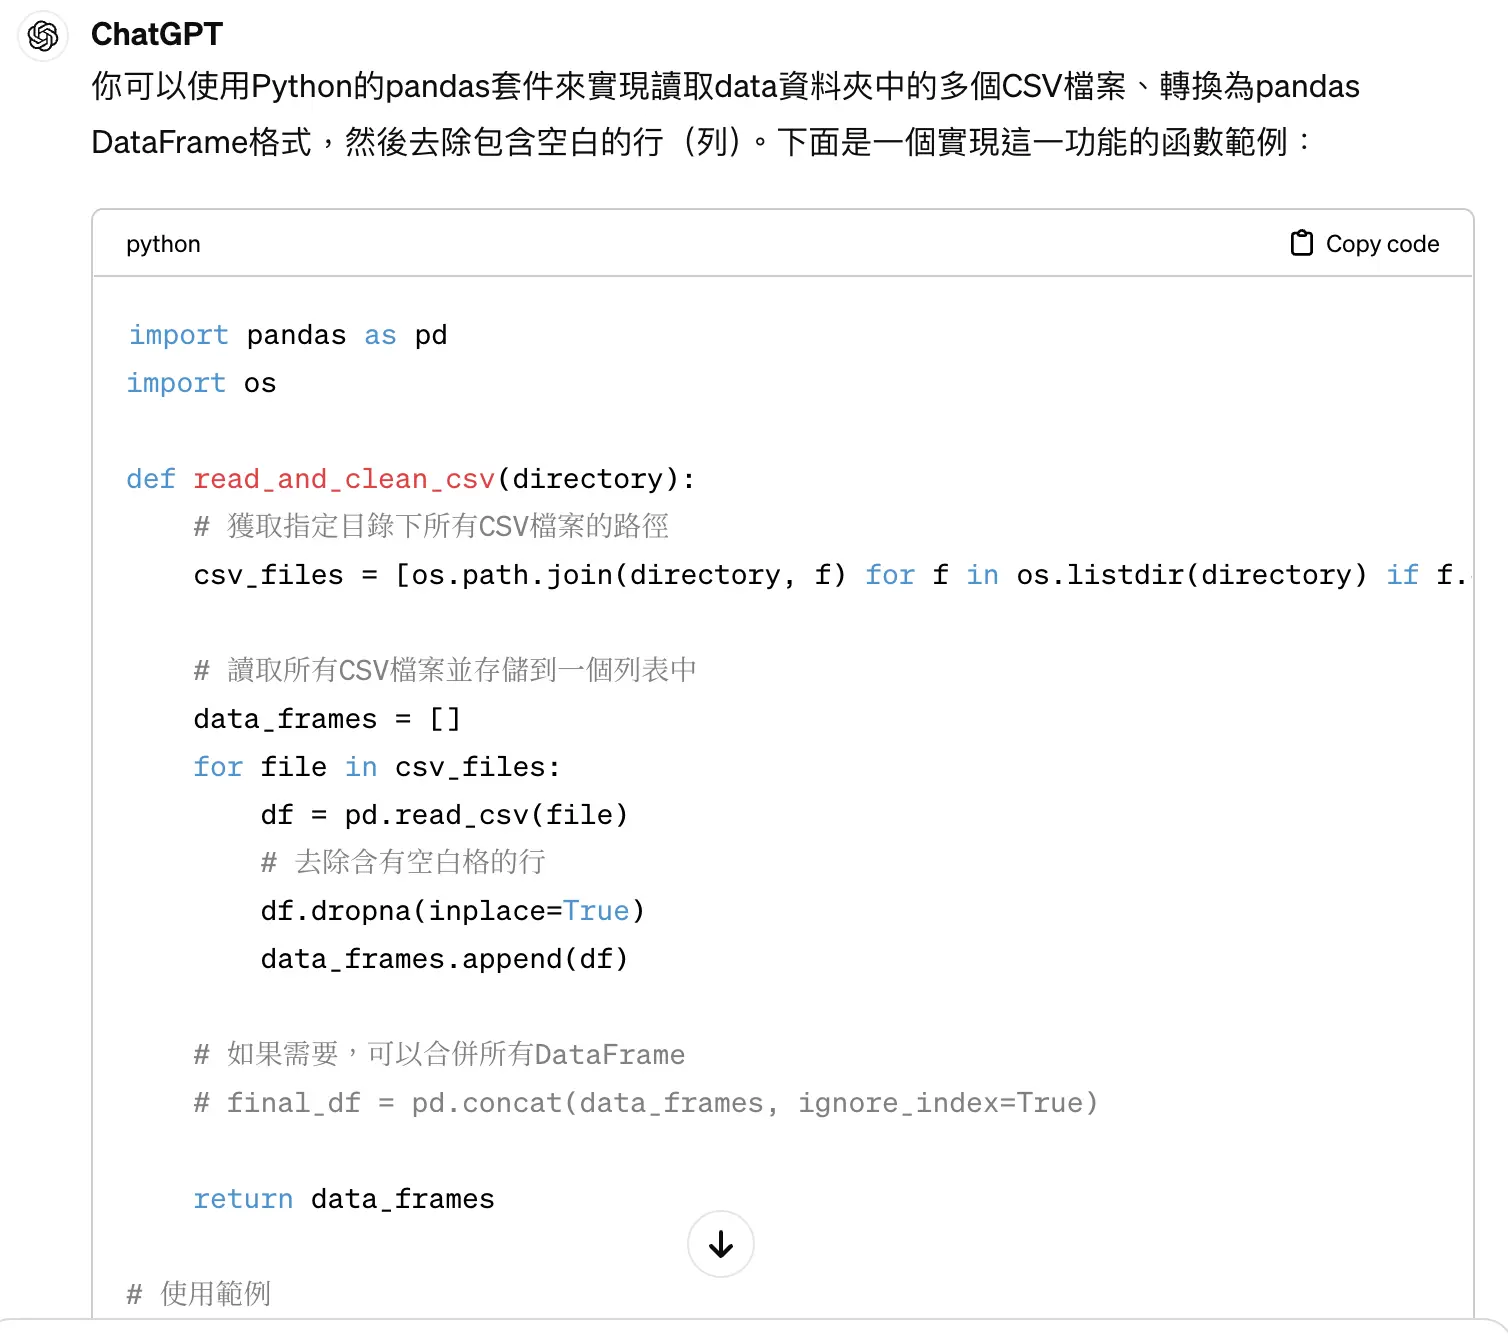 ChatGPT
你可以使用Python的pandas套件來實現讀取data資料夾中的多個CSV檔案、轉換為pandas
DataFrame格式，然後去除包含空白的行（列）。下面是一個實現這一功能的函數範例：
python
Copy code
import pandas as pd
import os
def read_and_clean_csv(directory):
# 獲取指定目錄下所有CSV檔案的路徑
csv_files = [os.path.join(directory, f) for f in os.listdir(directory) if f.
# 讀取所有CSV檔案並存儲到一個列表中
data_frames = []
for file in csv_files:
df = pd.read_csv(file)
# 去除含有空白格的行
df.dropna(inplace=True)
data_frames.append(df)
# 如果需要，可以合併所有DataFrame
# final_df = pd.concat(data_frames, ignore_index=True)
return data_frames
# 使用範例